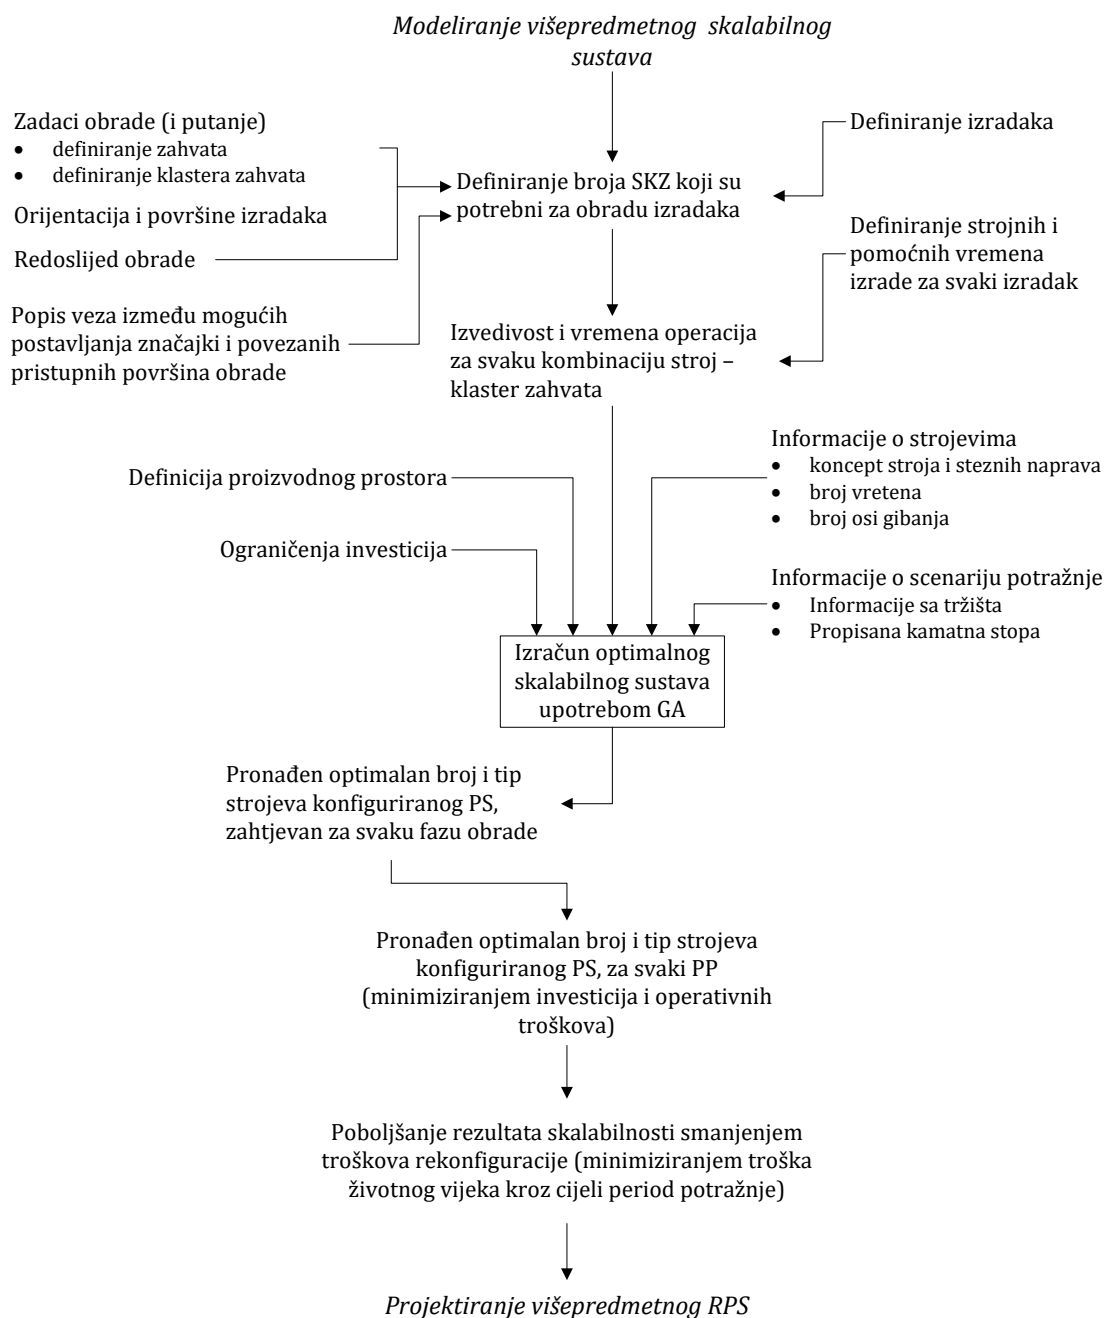 Modeliranje višepredmetnog skalabilnog
sustava
Zadaci obrade (i putanje)
• definiranje zahvata
• definiranje klastera zahvata
Orijentacija i površine izradaka
Redoslijed obrade
Popis veza između mogućih
postavljanja značajki i povezanih
pristupnih površina obrade
Definiranje izradaka
Definiranje broja SKZ koji su
potrebni za obradu izradaka
Definiranje strojnih i
pomoćnih vremena
izrade za svaki izradak
Izvedivost i vremena operacija
za svaku kombinaciju stroj –
klaster zahvata
Definicija proizvodnog prostora
Ograničenja investicija
Informacije o strojevima
• koncept stroja i steznih naprava
• broj vretena
• broj osi gibanja
Informacije o scenariju potražnje
• Informacije sa tržišta
• Propisana kamatna stopa
Izračun optimalnog
skalabilnog sustava
upotrebom GA
Pronađen optimalan broj i tip
strojeva konfiguriranog PS,
zahtjevan za svaku fazu obrade
Pronađen optimalan broj i tip strojeva
konfiguriranog PS, za svaki PP
(minimiziranjem investicija i operativnih
troškova)
Poboljšanje rezultata skalabilnosti smanjenjem
troškova rekonfiguracije (minimiziranjem troška
životnog vijeka kroz cijeli period potražnje)
Projektiranje višepredmetnog RPS